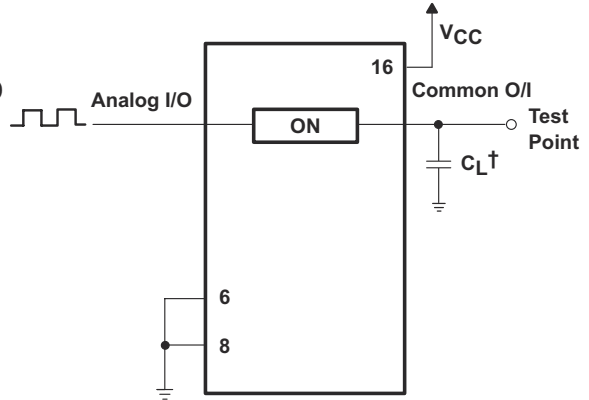 VCC
16
Common O/I
)
Analog I/O
ON
Test
Point
CL†
6
8